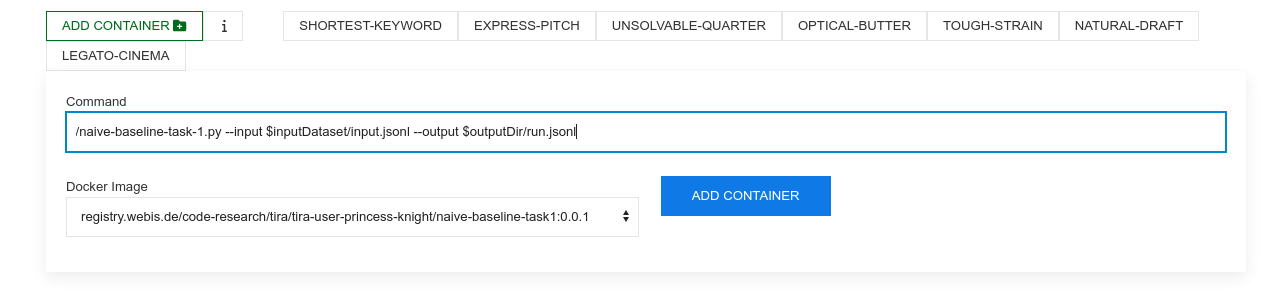 ADD CONTAINER i SHORTEST-KEYWORD EXPRESS-PITCH UNSOLVABLE-QUARTER OPTICAL-BUTTER TOUGH-STRAIN NATURAL-DRAFT
LEGATO-CINEMA
Command
/naive-baseline-task-1.py --input $inputDataset/input.jsonl --output $outputDir/run.jsonl
Docker Image
registry.webis.de/code-research/tira/tira-user-princess-knight/naive-baseline-task1:0.0.1
ADD CONTAINER